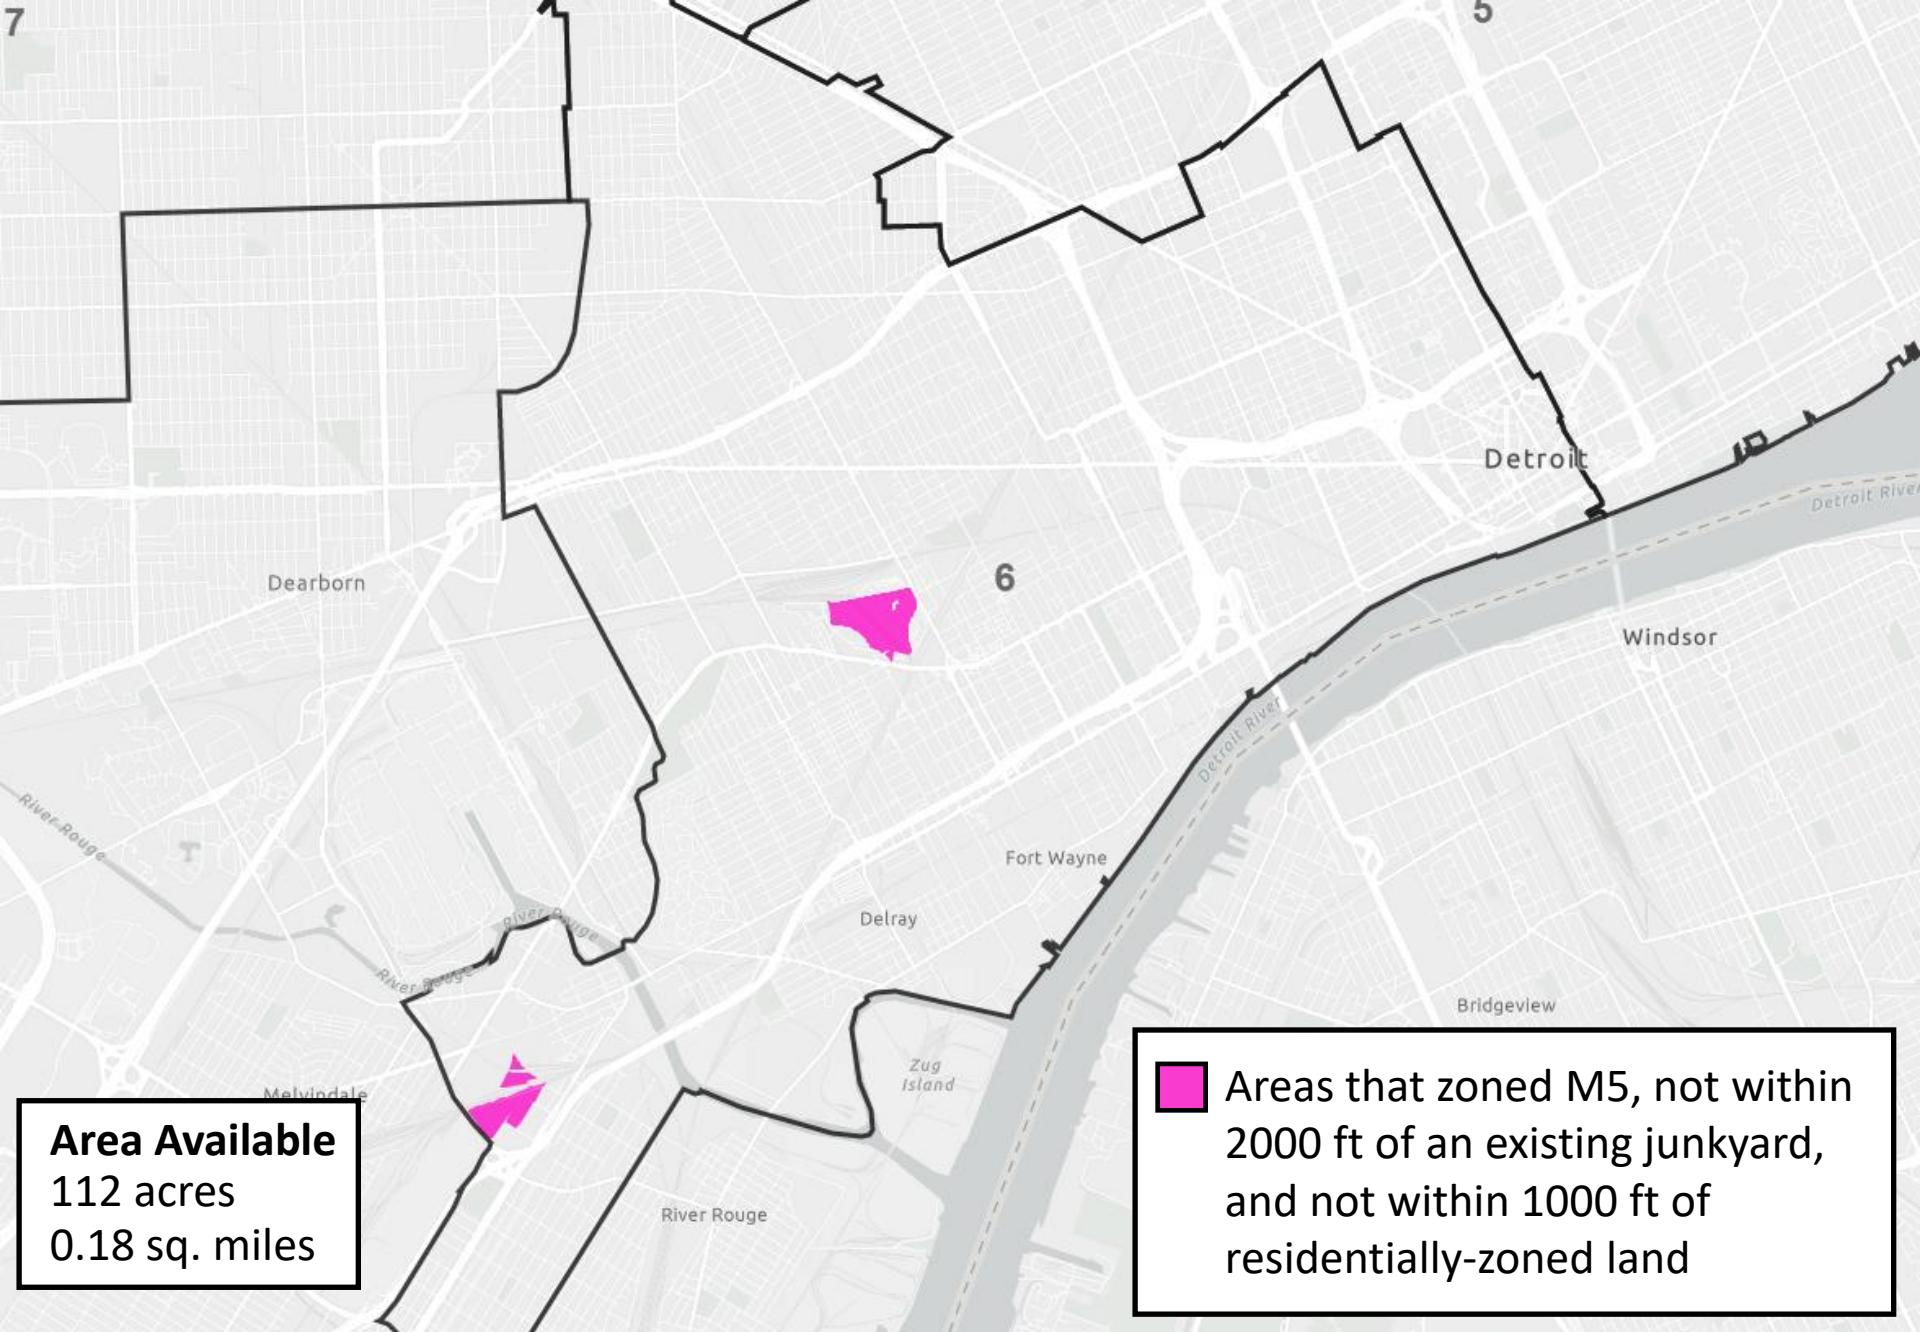 7
5
Detroit
Detroit River
6
Dearborn
Windsor
Detroit River
River Rouge
Fort Wayne
River Rouge
Delray
River Rouge
Bridgeview
Zug
Island
Melvindale
River Rouge
Area Available
112 acres
0.18 sq. miles
Areas that zoned M5, not within
2000 ft of an existing junkyard,
and not within 1000 ft of
residentially-zoned land